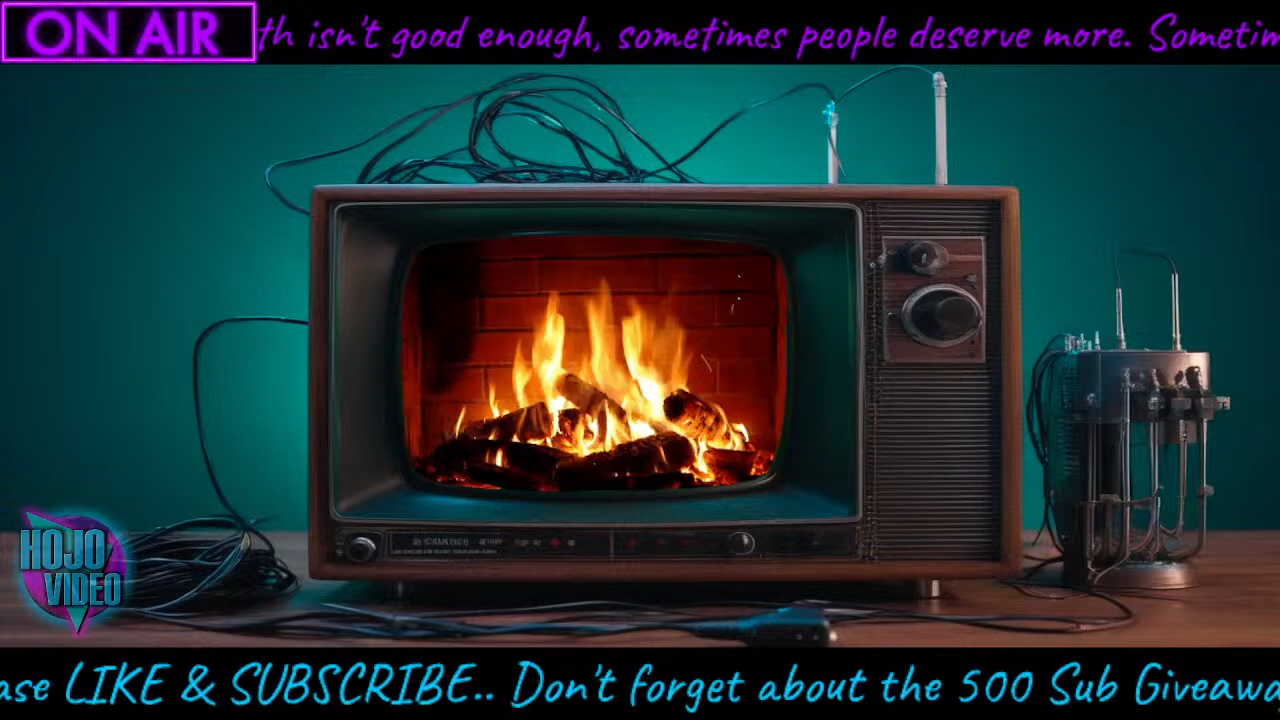 ON AIR
th isn't good enough, sometimes people deserve more. Sometim
HOJO
VIDEO
ase LIKE & SUBSCRIBE.. Don't forget about the 500 Sub Giveawa